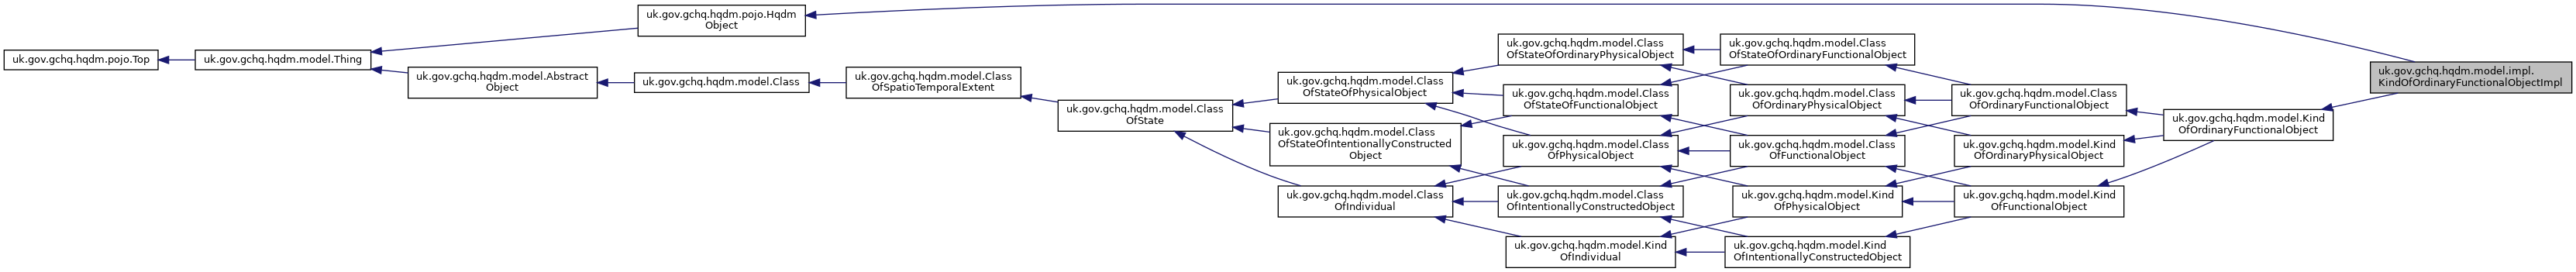 uk.gov.gchq.hqdm.pojo.Top
uk.gov.gchq.hqdm.model.Thing
uk.gov.gchq.hqdm.pojo.Hqdm
Object
uk.gov.gchq.hqdm.model.Abstract
Object
uk.gov.gchq.hqdm.model.Class
uk.gov.gchq.hqdm.model.Class
OfSpatioTemporalExtent
uk.gov.gchq.hqdm.model.Class
OfState
uk.gov.gchq.hqdm.model.Class
OfStateOfPhysicalObject
uk.gov.gchq.hqdm.model.Class
OfStateOfIntentionallyConstructed
Object
uk.gov.gchq.hqdm.model.Class
OfIndividual
uk.gov.gchq.hqdm.model.Class
OfStateOfOrdinaryPhysicalObject
uk.gov.gchq.hqdm.model.Class
OfStateOfFunctionalObject
uk.gov.gchq.hqdm.model.Class
OfPhysicalObject
uk.gov.gchq.hqdm.model.Class
OfIntentionallyConstructedObject
uk.gov.gchq.hqdm.model.Kind
OfIndividual
uk.gov.gchq.hqdm.model.Class
OfStateOfOrdinaryFunctionalObject
uk.gov.gchq.hqdm.model.Class
OfOrdinaryPhysicalObject
uk.gov.gchq.hqdm.model.Class
OfFunctionalObject
uk.gov.gchq.hqdm.model.Kind
OfPhysicalObject
uk.gov.gchq.hqdm.model.Kind
OfIntentionallyConstructedObject
uk.gov.gchq.hqdm.model.Class
OfOrdinaryFunctionalObject
uk.gov.gchq.hqdm.model.Kind
OfOrdinaryPhysicalObject
uk.gov.gchq.hqdm.model.Kind
OfFunctionalObject
uk.gov.gchq.hqdm.model.Kind
OfOrdinaryFunctionalObject
uk.gov.gchq.hqdm.model.impl.
KindOfOrdinaryFunctionalObjectImpl